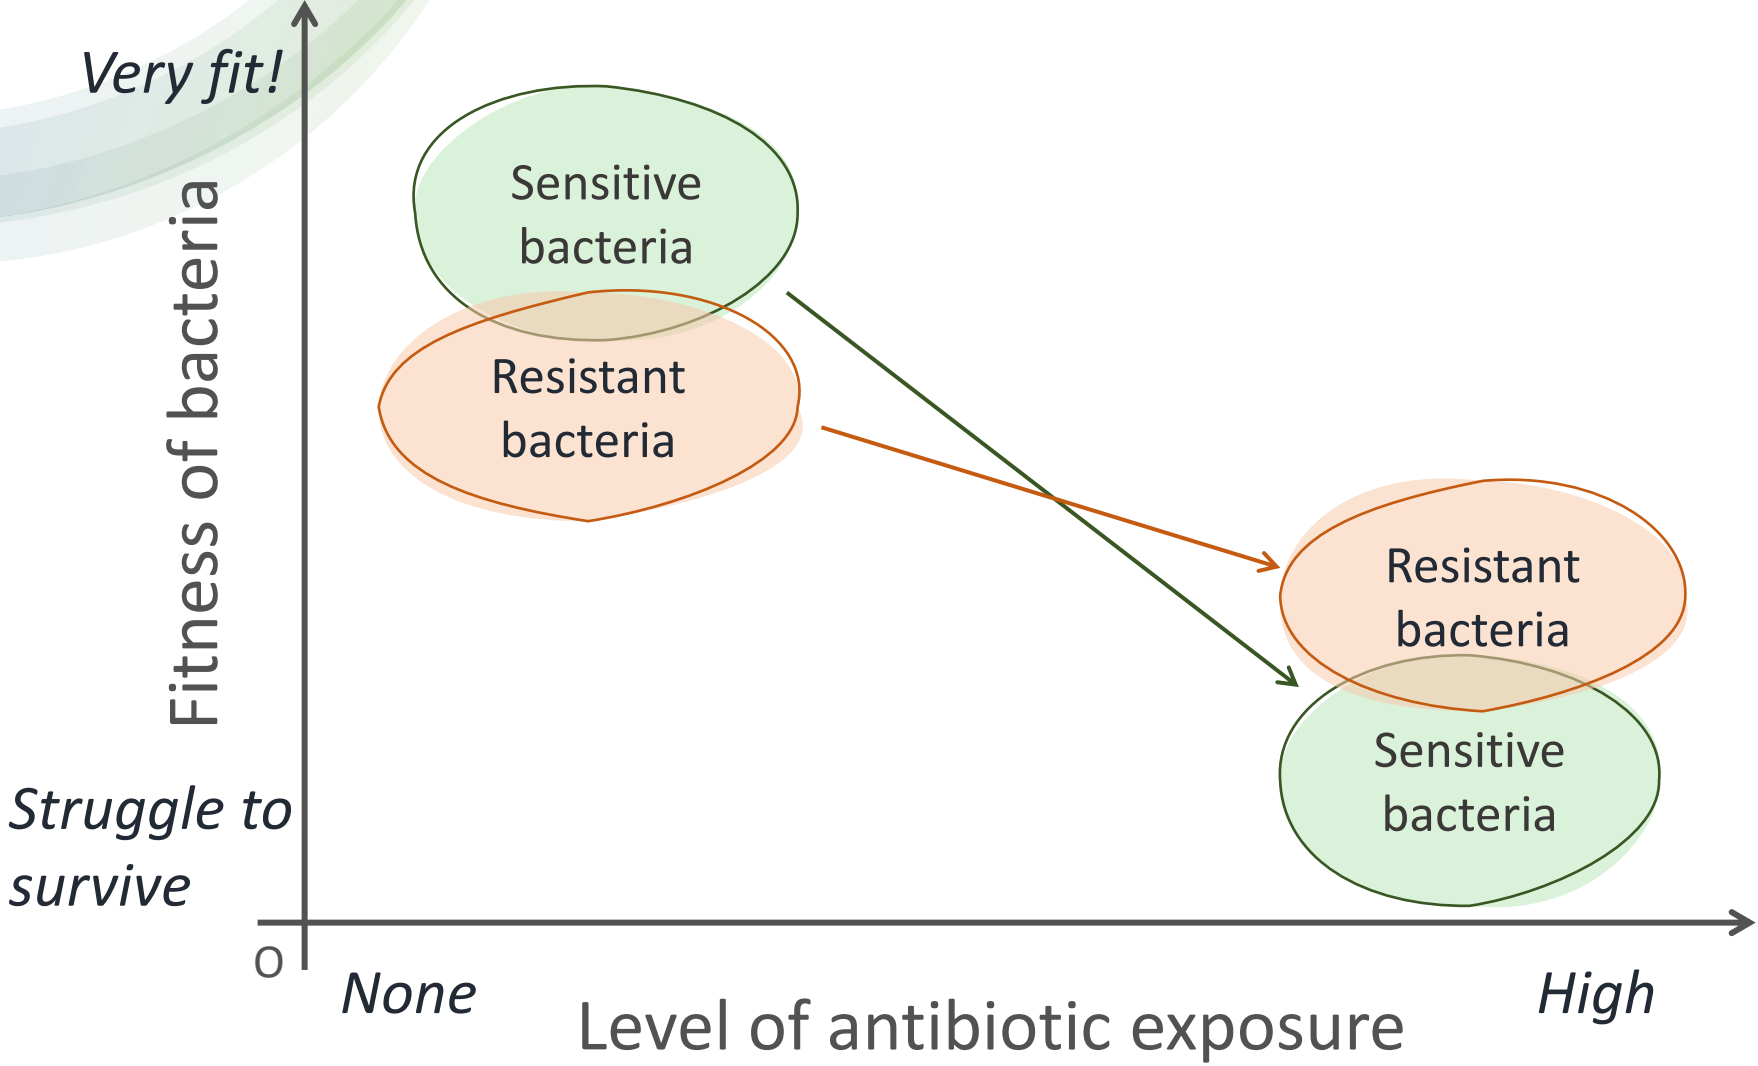 Very fit!
Fitness of bacteria
Struggle to
survive
Sensitive
bacteria
Resistant
bacteria
Resistant
bacteria
Sensitive
bacteria
O
None
High
Level of antibiotic exposure